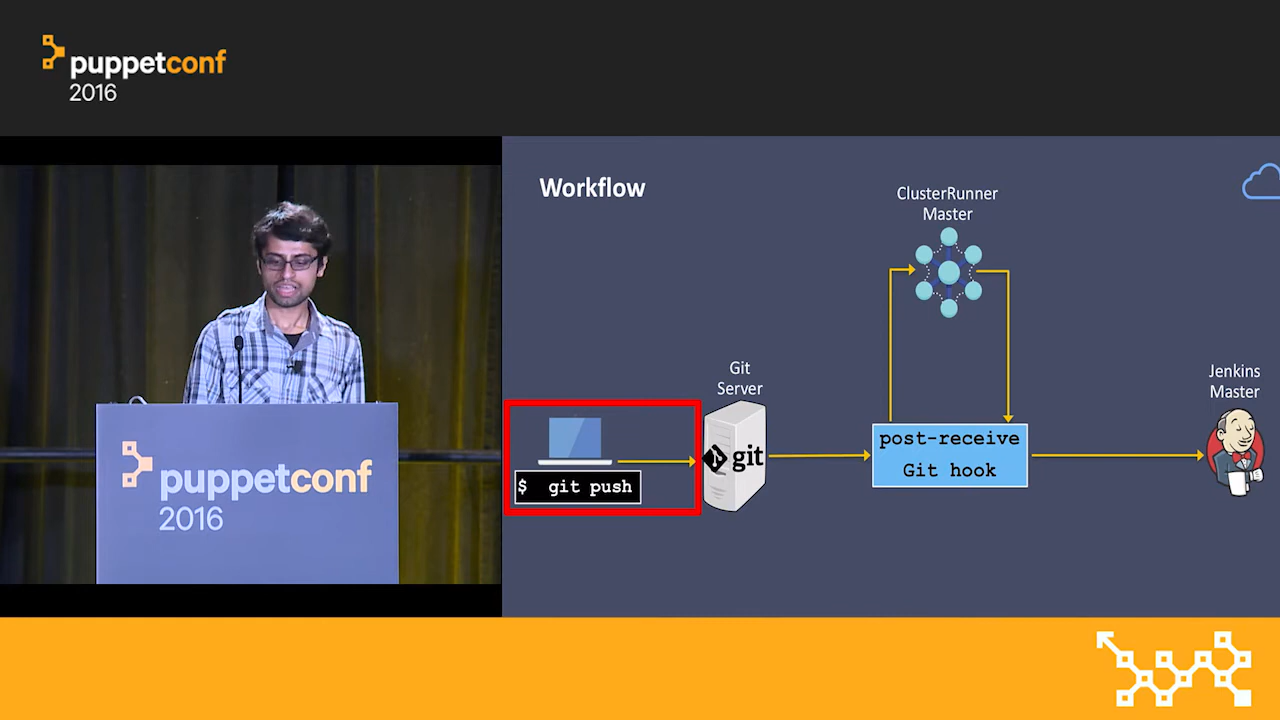 puppetconf
2016
Workflow
ClusterRunner
Master
Git
Server
Jenkins
Master
post-receive
Git hook
git
$ git push
puppetconf
2016